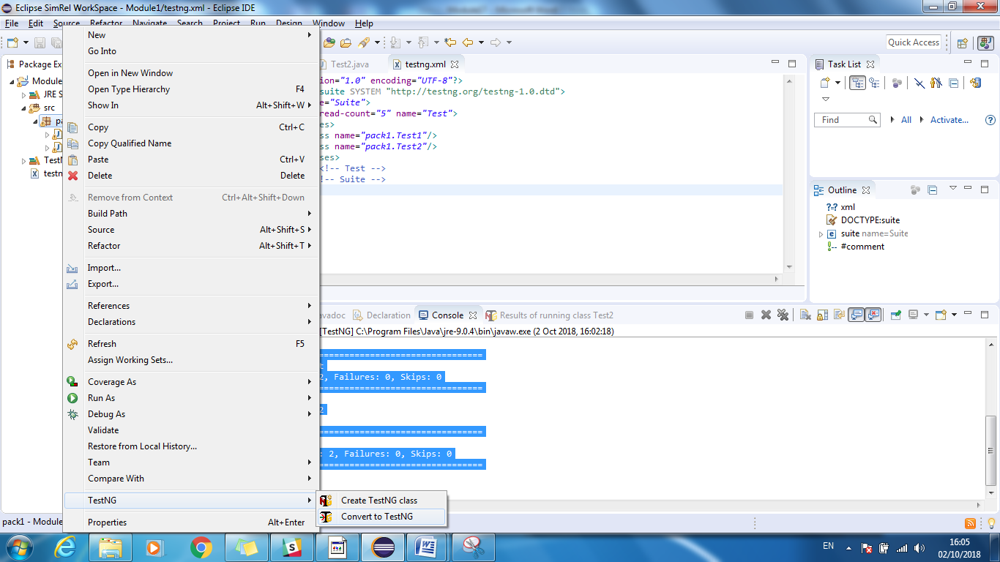 Eclipse SimRel WorkSpace - Module1/testng.xml - Eclipse IDE
File Edit Source Refactor Navigate Search Project Run Design Window Help
Quick Access
Package Ex
Module
JRE S
src
pa
TestN
testn
New
Go Into
Open in New Window
Open Type Hierarchy F4
Show In Alt+Shift+W
Copy Ctrl+C
Copy Qualified Name
Paste Ctrl+V
Delete Delete
Remove from Context Ctrl+Alt+Shift+Down
Build Path
Source Alt+Shift+S
Refactor Alt+Shift+T
Import...
Export...
References
Declarations
Refresh F5
Assign Working Sets...
Coverage As
Run As
Debug As
Validate
Restore from Local History...
Team
Compare With
TestNG
Properties Alt+Enter
Create TestNG class
Convert to TestNG
Test2.java testng.xml
ion="1.0" encoding="UTF-8"?>
suite SYSTEM "http://testng.org/testng-1.0.dtd">
e="Suite">
read-count="5" name="Test">
es>
ss name="pack1.Test1"/>
ss name="pack1.Test2"/>
ses>
<!-- Test -->
!-- Suite -->
Task List
Find All Activate...
Outline
xml
DOCTYPE:suite
suite name=Suite
#comment
avadoc Declaration Console Results of running class Test2
[TestNG] C:\Program Files\Java\jre-9.0.4\bin\javaw.exe (2 Oct 2018, 16:02:18)
===============================
t
2, Failures: 0, Skips: 0
===============================
2
===============================
: 2, Failures: 0, Skips: 0
===============================
pack1 - Module
EN
16:05
02/10/2018